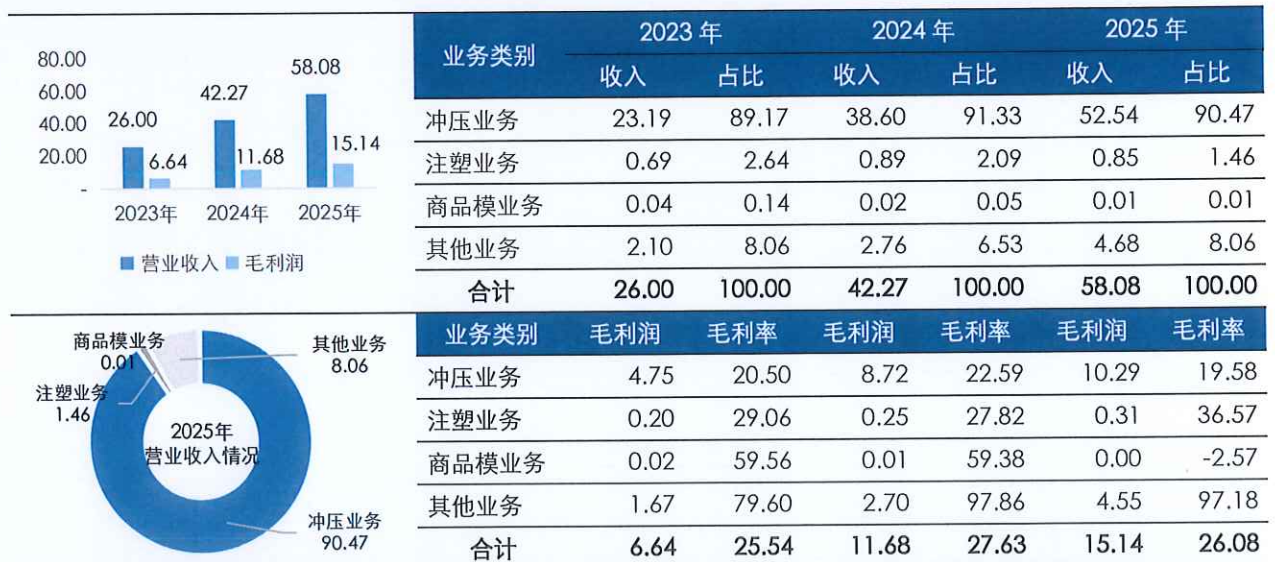 80.00
60.00
40.00
20.00
-
26.00
6.64
42.27
11.68
58.08
15.14
2023年 2024年 2025年
营业收入 毛利润
业务类别 2023 年 2024 年 2025 年
收入 占比 收入 占比 收入 占比
冲压业务 23.19 89.17 38.60 91.33 52.54 90.47
注塑业务 0.69 2.64 0.89 2.09 0.85 1.46
商品模业务 0.04 0.14 0.02 0.05 0.01 0.01
其他业务 2.10 8.06 2.76 6.53 4.68 8.06
合计 26.00 100.00 42.27 100.00 58.08 100.00
商品模业务
0.01
其他业务
8.06
注塑业务
1.46
2025年
营业收入情况
冲压业务
90.47
业务类别 毛利润 毛利率 毛利润 毛利率 毛利润 毛利率
冲压业务 4.75 20.50 8.72 22.59 10.29 19.58
注塑业务 0.20 29.06 0.25 27.82 0.31 36.57
商品模业务 0.02 59.56 0.01 59.38 0.00 -2.57
其他业务 1.67 79.60 2.70 97.86 4.55 97.18
合计 6.64 25.54 11.68 27.63 15.14 26.08